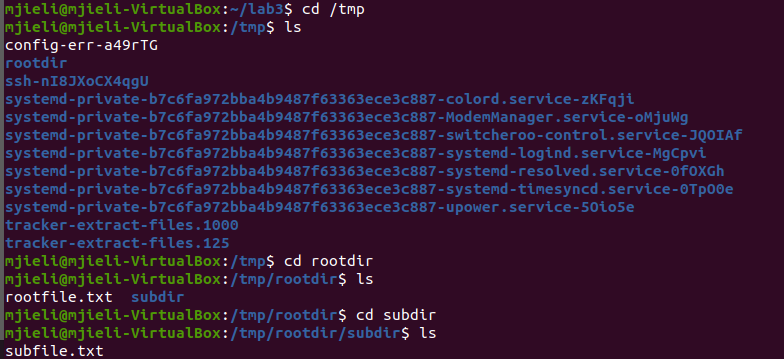 mjieli@mjieli-VirtualBox:~/lab3$ cd /tmp
mjieli@mjieli-VirtualBox:/tmp$ ls
config-err-a49rTG
rootdir
ssh-nI8JXoCX4qgU
systemd-private-b7c6fa972bba4b9487f63363ece3c887-colord.service-zKFqji
systemd-private-b7c6fa972bba4b9487f63363ece3c887-ModemManager.service-oMjuWg
systemd-private-b7c6fa972bba4b9487f63363ece3c887-switcheroo-control.service-JQOIAf
systemd-private-b7c6fa972bba4b9487f63363ece3c887-systemd-logind.service-MgCpvi
systemd-private-b7c6fa972bba4b9487f63363ece3c887-systemd-resolved.service-0fOXGh
systemd-private-b7c6fa972bba4b9487f63363ece3c887-systemd-timesyncd.service-0TpO0e
systemd-private-b7c6fa972bba4b9487f63363ece3c887-upower.service-5Oio5e
tracker-extract-files.1000
tracker-extract-files.125
mjieli@mjieli-VirtualBox:/tmp$ cd rootdir
mjieli@mjieli-VirtualBox:/tmp/rootdir$ ls
rootfile.txt  subdir
mjieli@mjieli-VirtualBox:/tmp/rootdir$ cd subdir
mjieli@mjieli-VirtualBox:/tmp/rootdir/subdir$ ls
subfile.txt